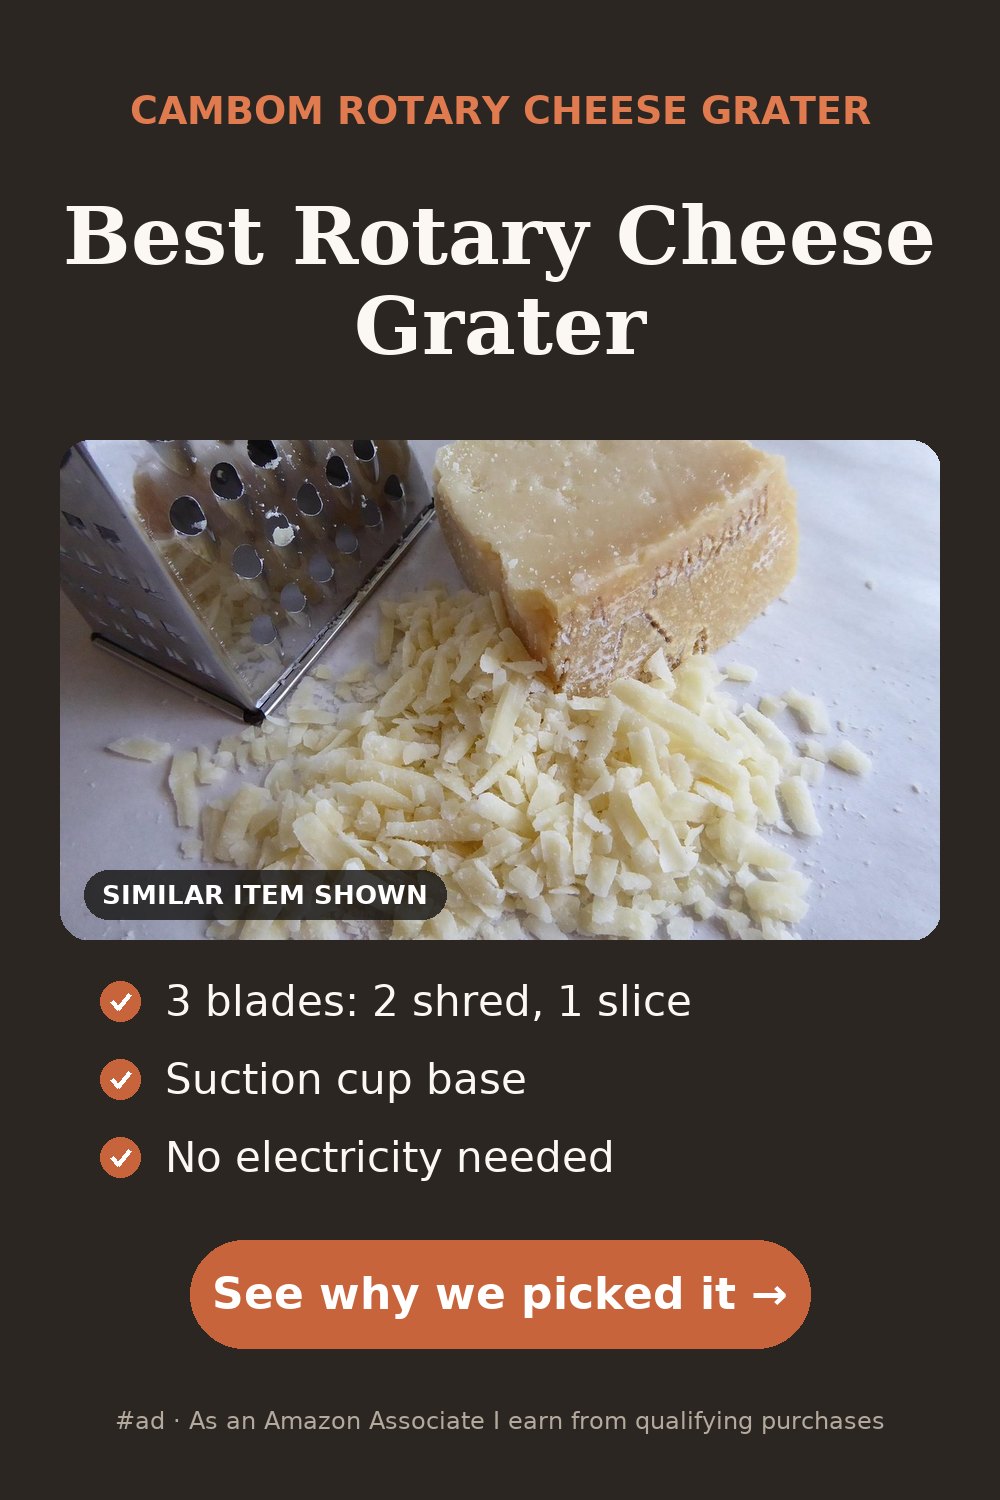 CAMBOM ROTARY CHEESE GRATER
Best Rotary Cheese
Grater
SIMILAR ITEM SHOWN
3 blades: 2 shred, 1 slice
Suction cup base
No electricity needed
See why we picked it →
#ad · As an Amazon Associate I earn from qualifying purchases